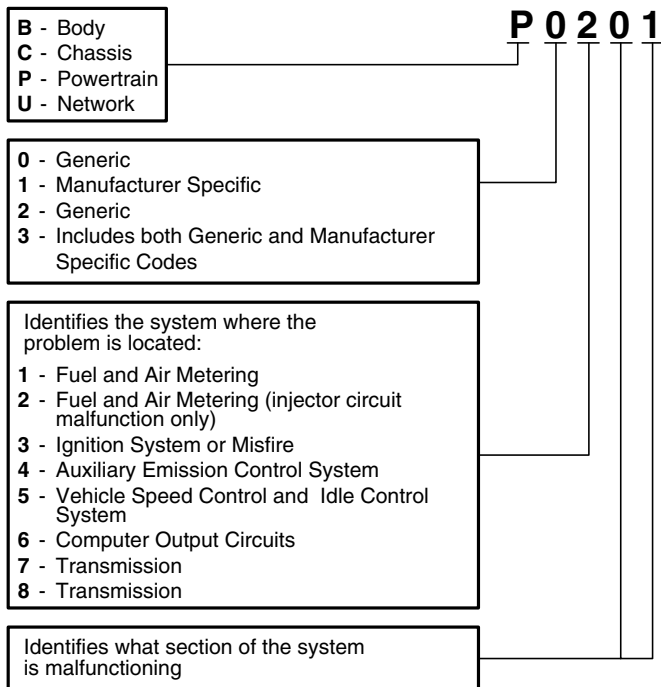 P 0 2 0 1
B - Body
C - Chassis
P - Powertrain
U - Network
0 - Generic
1 - Manufacturer Specific
2 - Generic
3 - Includes both Generic and Manufacturer
Specific Codes
Identifies the system where the
problem is located:
1 - Fuel and Air Metering
2 - Fuel and Air Metering (injector circuit
malfunction only)
3 - Ignition System or Misfire
4 - Auxiliary Emission Control System
5 - Vehicle Speed Control and Idle Control
System
6 - Computer Output Circuits
7 - Transmission
8 - Transmission
Identifies what section of the system
is malfunctioning